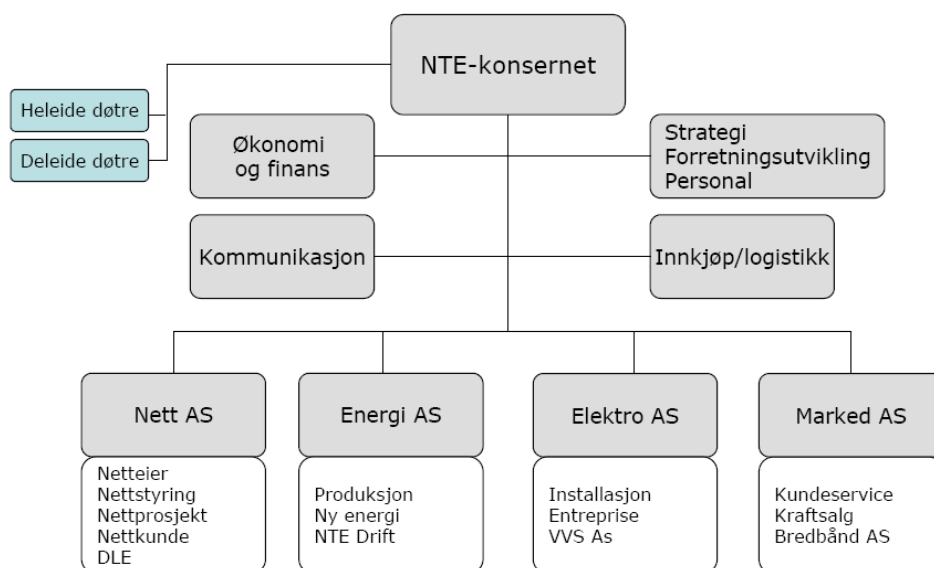 NTE-konsernet
Heleide døtre
Deleide døtre
Økonomi
og finans
Strategi
Forretningsutvikling
Personal
Kommunikasjon
Innkjøp/logistikk
Nett AS
Netteier
Nettstyring
Nettprosjekt
Nettkunde
DLE
Energi AS
Produksjon
Ny energi
NTE Drift
Elektro AS
Installasjon
Entreprise
VVS As
Marked AS
Kundeservice
Kraftsalg
Bredbånd AS